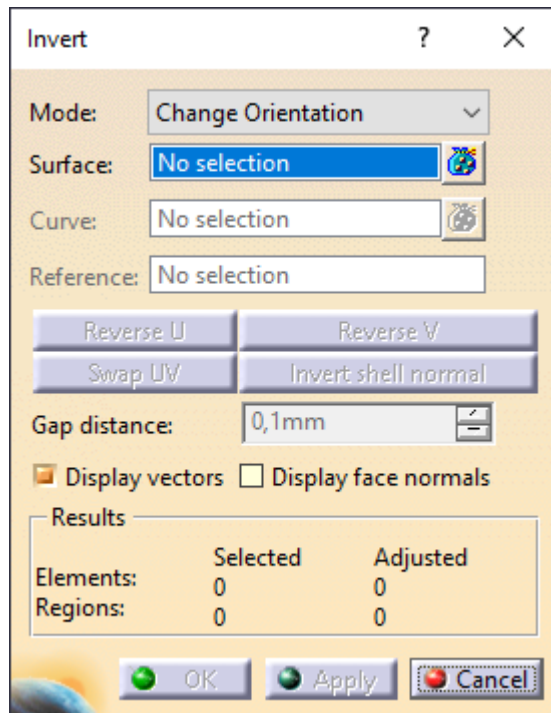 Invert ?
Mode: Change Orientation
Surface: No selection
Curve: No selection
Reference: No selection
Reverse U Reverse V
Swap UV Invert shell normal
Gap distance: 0,1mm
Display vectors Display face normals
Results
Selected Adjusted
Elements: 0 0
Regions: 0 0
OK Apply Cancel